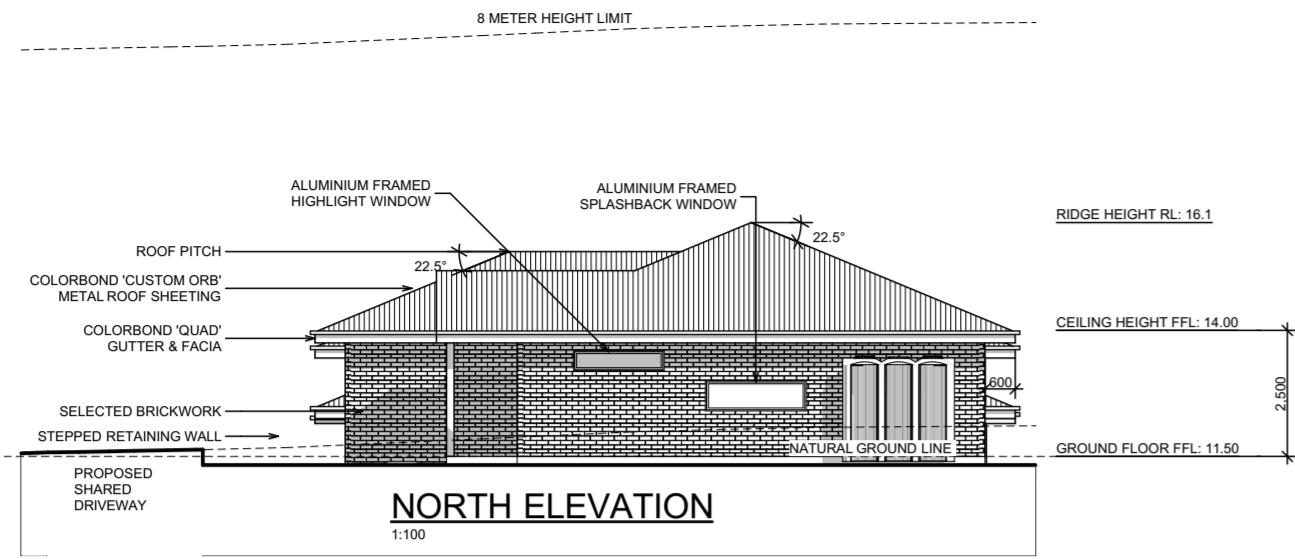 8 METER HEIGHT LIMIT
ALUMINIUM FRAMED
HIGHLIGHT WINDOW
ALUMINIUM FRAMED
SPLASHBACK WINDOW
RIDGE HEIGHT RL: 16.1
22.5°
ROOF PITCH
22.5°
COLORBOND 'CUSTOM ORB'
METAL ROOF SHEETING
COLORBOND 'QUAD'
GUTTER & FACIA
CEILING HEIGHT FFL: 14.00
600
2,500
SELECTED BRICKWORK
STEPPED RETAINING WALL
NATURAL GROUND LINE
GROUND FLOOR FFL: 11.50
PROPOSED
SHARED
DRIVEWAY
NORTH ELEVATION
1:100